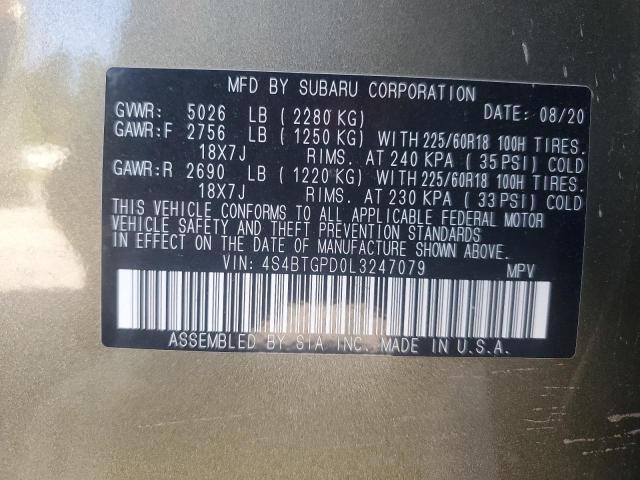 MFD BY SUBARU CORPORATION
GVWR: 5026 LB ( 2280 KG) DATE: 08/20
GAWR:F 2756 LB ( 1250 KG) WITH 225/60R18 100H TIRES.
18X7J RIMS. AT 240 KPA ( 35 PSI) COLD
GAWR:R 2690 LB ( 1220 KG) WITH 225/60R18 100H TIRES.
18X7J RIMS. AT 230 KPA ( 33 PSI) COLD
THIS VEHICLE CONFORMS TO ALL APPLICABLE FEDERAL MOTOR
VEHICLE SAFETY AND THEFT PREVENTION STANDARDS
IN EFFECT ON THE DATE OF MANUFACTURE SHOWN ABOVE.
VIN: 4S4BTGPD0L3247079 MPV
ASSEMBLED BY SIA INC. MADE IN U.S.A.